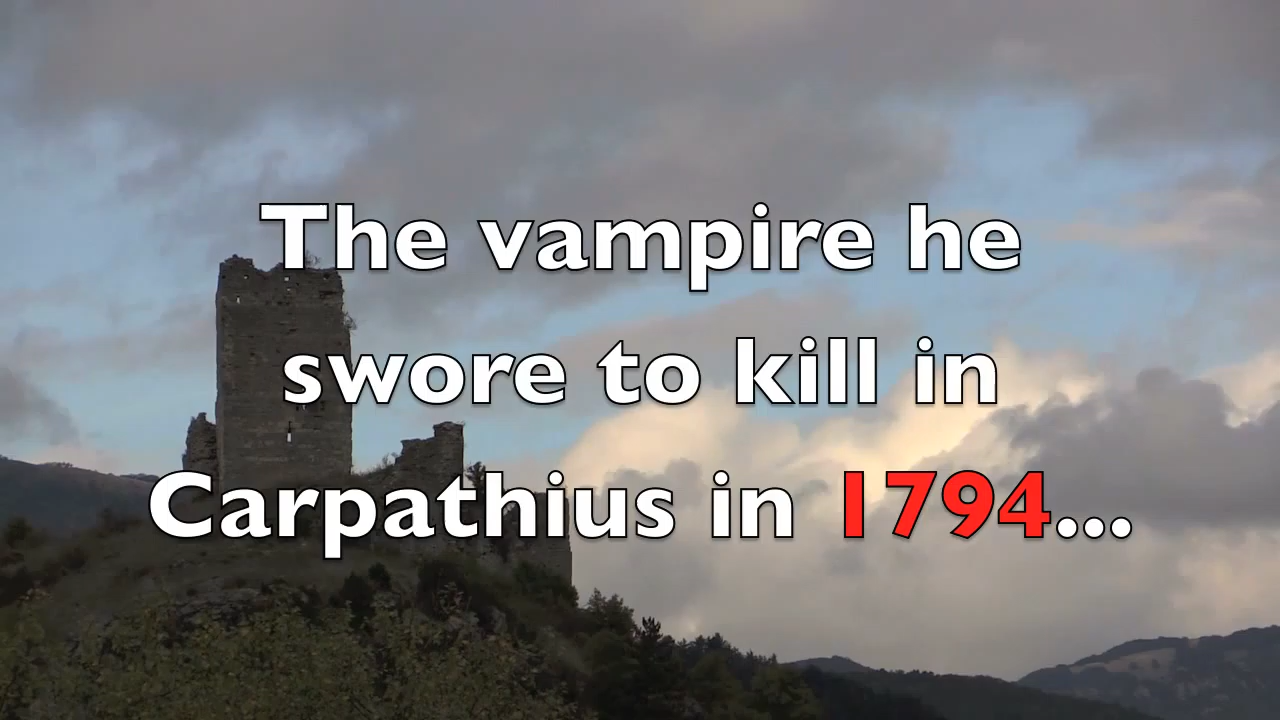 The vampire he
swore to kill in
Carpathius in 1794...